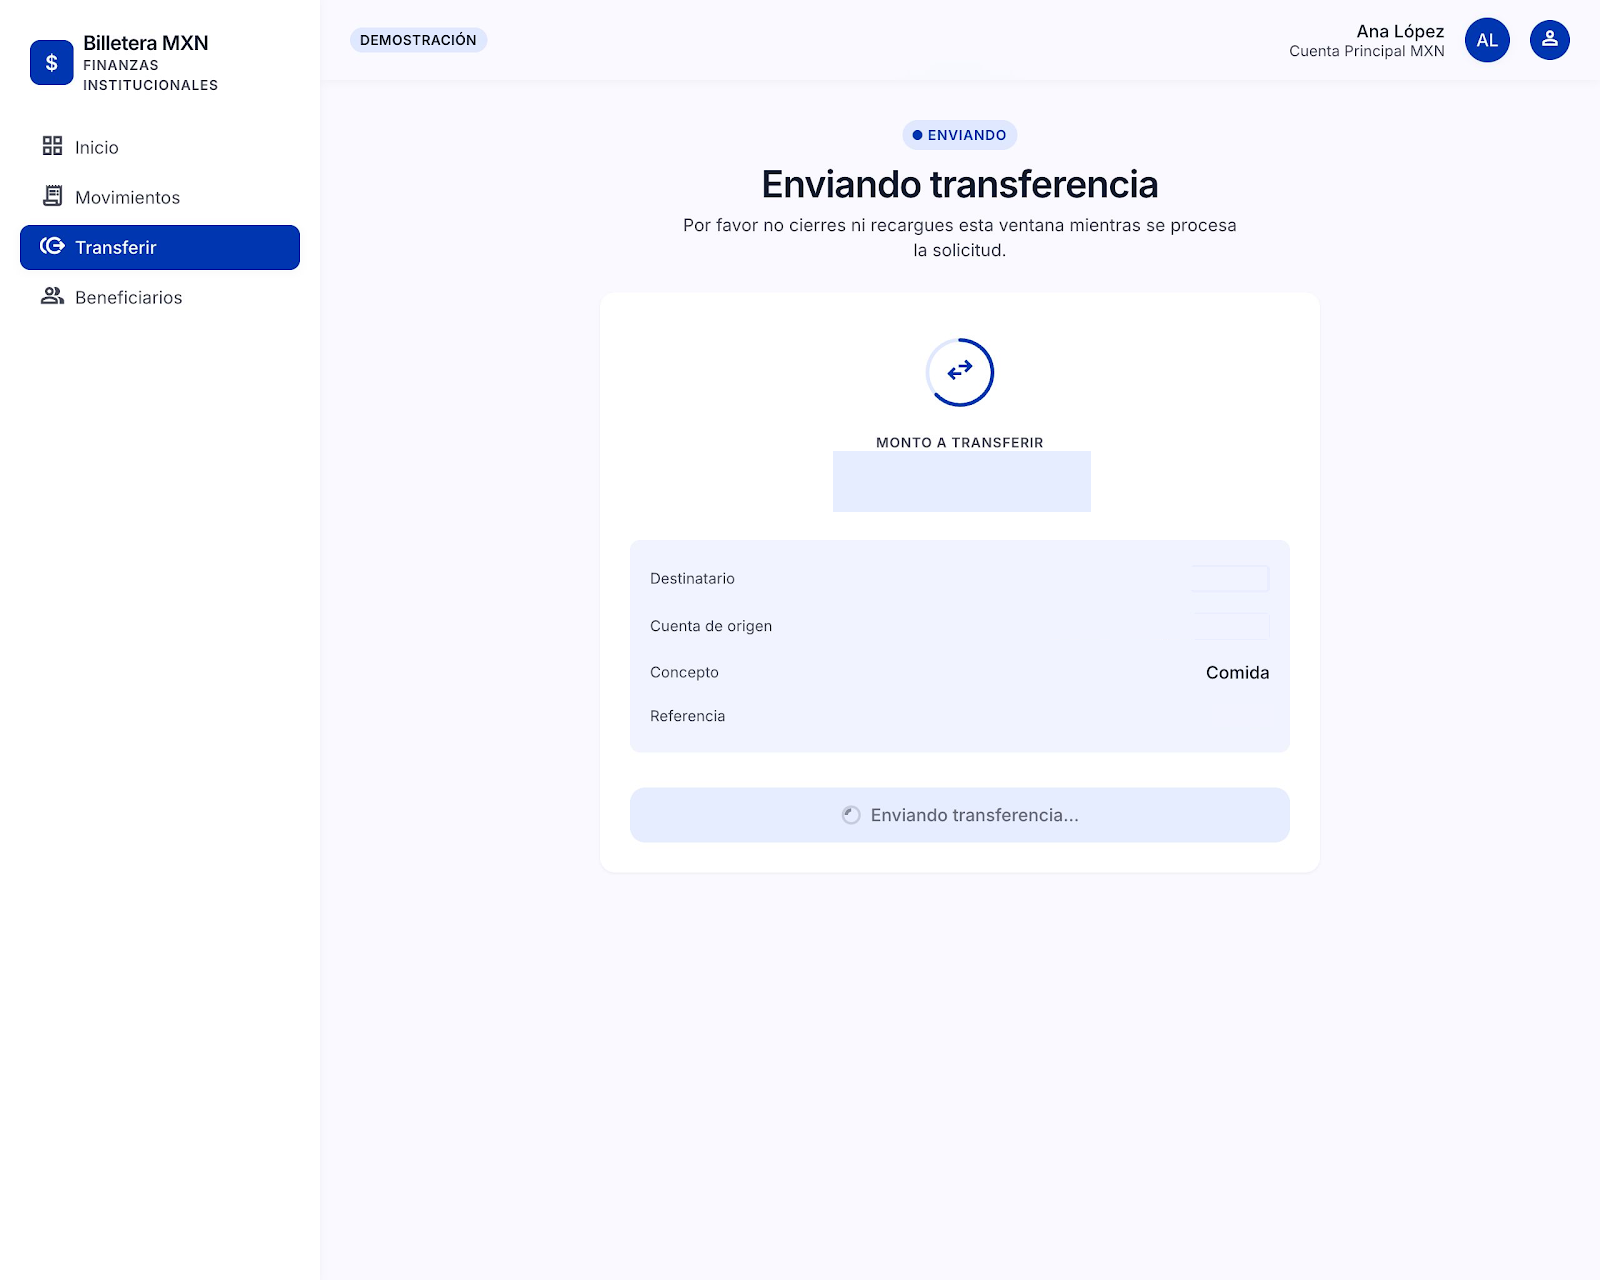 $
Billetera MXN
FINANZAS
INSTITUCIONALES
Inicio
Movimientos
Transferir
Beneficiarios
DEMOSTRACIÓN
Ana López
Cuenta Principal MXN
AL
ENVIANDO
Enviando transferencia
Por favor no cierres ni recargues esta ventana mientras se procesa
la solicitud.
MONTO A TRANSFERIR
Destinatario
Cuenta de origen
Concepto
Comida
Referencia
Enviando transferencia...